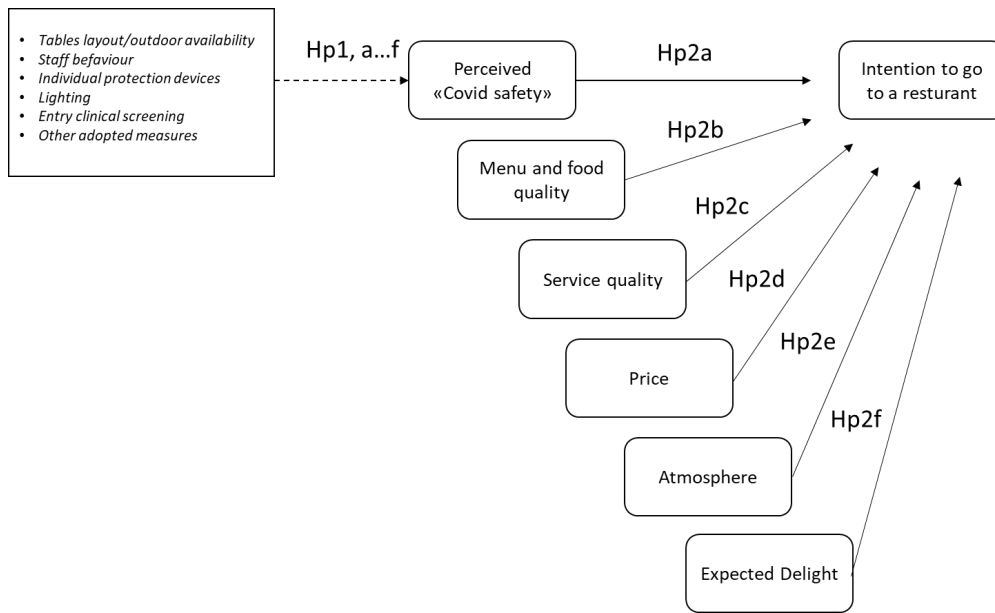 • Tables layout/outdoor availability
• Staff befaviour
• Individual protection devices
• Lighting
• Entry clinical screening
• Other adopted measures
Hp1, a...f
Perceived
«Covid safety»
Hp2a
Intention to go
to a resturant
Hp2b
Menu and food
quality
Hp2c
Service quality
Hp2d
Price
Hp2e
Atmosphere
Hp2f
Expected Delight